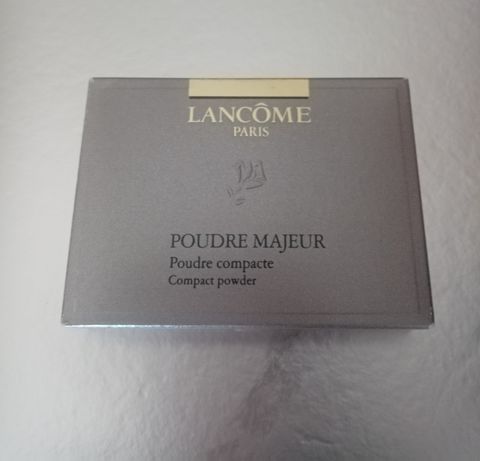 LANCÔME
PARIS
POUDRE MAJEUR
Poudre compacte
Compact powder